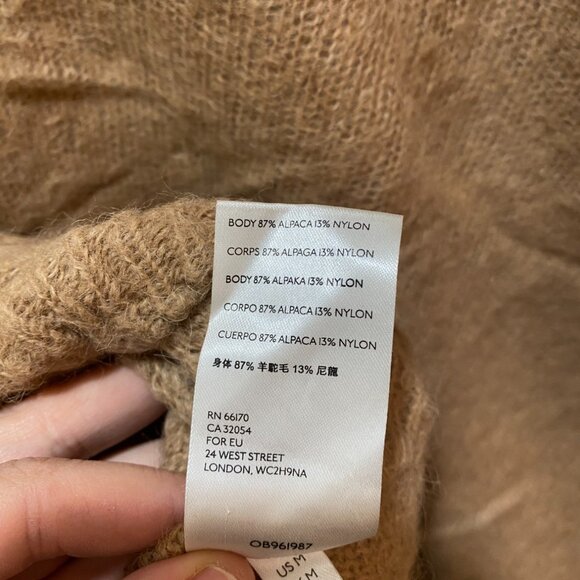 BODY 87% ALPACA 13% NYLON
CORPS 87% ALPAGA 13% NYLON
BODY 87% ALPAKA 13% NYLON
CORPO 87% ALPACA 13% NYLON
CUERPO 87% ALPACA 13% NYLON
身体 87% 羊駝毛 13% 尼龍
RN 66170
CA 32054
FOR EU
24 WEST STREET
LONDON, WC2H9NA
OB961987
US M
M